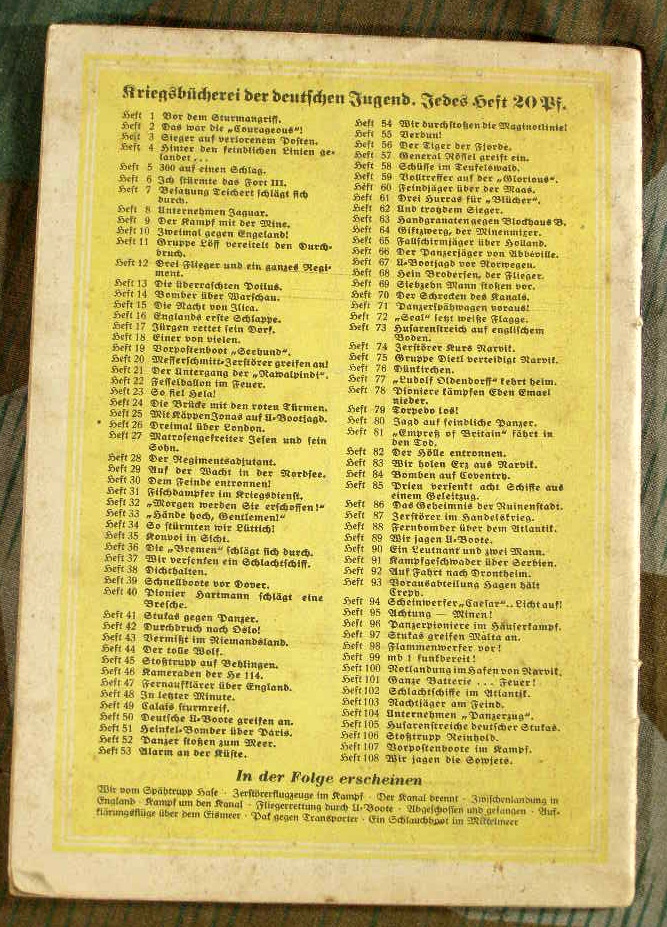 Kriegsbücherei der deutschen Jugend. Jedes Heft 20 Pf.
Heft 1 Vor dem Sturmangriff.
Heft 2 Das war die „Courageous"!
Heft 3 Sieger auf verlorenem Posten.
Heft 4 Hinter den feindlichen Linien ge-
landet ...
Heft 5 300 auf einen Schlag.
Heft 6 Ich stürmte das Fort III.
Heft 7 Besatzung Teichert schlägt sich
durch.
Heft 8 Unternehmen Jaguar.
Heft 9 Der Kampf mit der Mine.
Heft 10 Zweimal gegen Engeland!
Heft 11 Gruppe Löff vereitelt den Durch-
bruch.
Heft 12 Drei Flieger und ein ganzes Regi-
ment.
Heft 13 Die überraschten Poilus.
Heft 14 Bomber über Warschau.
Heft 15 Die Nacht von Ilica.
Heft 16 Englands erste Schlappe.
Heft 17 Jürgen rettet sein Dorf.
Heft 18 Einer von vielen.
Heft 19 Vorpostenboot „Seehund".
Heft 20 Messerschmitt-Zerstörer greifen an!
Heft 21 Der Untergang der „Rawalpindi".
Heft 22 Fesselballon im Feuer.
Heft 23 So fiel Hela!
Heft 24 Die Brücke mit den roten Türmen.
Heft 25 Mit Käppen Jonas auf U-Bootjagd.
Heft 26 Dreimal über London.
Heft 27 Matrosengefreiter Jesen und sein
Sohn.
Heft 28 Der Regimentsadjutant.
Heft 29 Auf der Wacht in der Nordsee.
Heft 30 Dem Feinde entronnen!
Heft 31 Fischdampfer im Kriegsdienst.
Heft 32 „Morgen werden Sie erschossen!"
Heft 33 „Hände hoch, Gentlemen!"
Heft 34 So stürmten wir Lüttich!
Heft 35 Konvoi in Sicht.
Heft 36 Die „Bremen" schlägt sich durch.
Heft 37 Wir versenken ein Schlachtschiff.
Heft 38 Dichthalten.
Heft 39 Schnellboote vor Dover.
Heft 40 Pionier Hartmann schlägt eine
Bresche.
Heft 41 Stukas gegen Panzer.
Heft 42 Durchbruch nach Oslo!
Heft 43 Vermißt im Niemandsland.
Heft 44 Der tolle Wolf.
Heft 45 Stoßtrupp auf Behlingen.
Heft 46 Kameraden der He 114.
Heft 47 Fernaufklärer über England.
Heft 48 In letzter Minute.
Heft 49 Calais sturmreif.
Heft 50 Deutsche U-Boote greifen an.
Heft 51 Heinkel-Bomber über Paris.
Heft 52 Panzer stoßen zum Meer.
Heft 53 Alarm an der Küste.
Heft 54 Wir durchstoßen die Maginotlinie!
Heft 55 Verdun!
Heft 56 Der Tiger der Fjorde.
Heft 57 General Rössel greift ein.
Heft 58 Schüsse im Teufelswald.
Heft 59 Volltreffer auf der „Glorious".
Heft 60 Feindjäger über der Maas.
Heft 61 Drei Hurras für „Blücher".
Heft 62 Und trotzdem Sieger.
Heft 63 Handgranaten gegen Blockhaus B.
Heft 64 Giftzwerg, der Minenmixer.
Heft 65 Fallschirmjäger über Holland.
Heft 66 Der Panzerjäger von Abbeville.
Heft 67 U-Bootjagd vor Norwegen.
Heft 68 Hein Brodersen, der Flieger.
Heft 69 Siebzehn Mann stoßen vor.
Heft 70 Der Schrecken des Kanals.
Heft 71 Panzerspähwagen voraus!
Heft 72 „Seal" setzt weiße Flagge.
Heft 73 Husarenstreich auf englischem
Boden.
Heft 74 Zerstörer Kurs Narvik.
Heft 75 Gruppe Dietl verteidigt Narvik.
Heft 76 Dünkirchen.
Heft 77 „Ludolf Oldendorff" kehrt heim.
Heft 78 Pioniere kämpfen Eben Emael
nieder.
Heft 79 Torpedo los!
Heft 80 Jagd auf feindliche Panzer.
Heft 81 „Empreß of Britain" fährt in
den Tod.
Heft 82 Der Hölle entronnen.
Heft 83 Wir holen Erz aus Narvik.
Heft 84 Bomben auf Coventry.
Heft 85 Prien versenkt acht Schiffe aus
einem Geleitzug.
Heft 86 Das Geheimnis der Ruinenstadt.
Heft 87 Zerstörer im Handelskrieg.
Heft 88 Fernbomber über dem Atlantik.
Heft 89 Wir jagen U-Boote.
Heft 90 Ein Leutnant und zwei Mann.
Heft 91 Kampfgeschwader über Serbien.
Heft 92 Auf Fahrt nach Drontheim.
Heft 93 Vorausabteilung Hagen hält
Crepy.
Heft 94 Scheinwerfer „Caesar" .. Licht auf!
Heft 95 Achtung — Minen!
Heft 96 Panzerpioniere im Häuserkampf.
Heft 97 Stukas greifen Malta an.
Heft 98 Flammenwerfer vor!
Heft 99 mb 1 funkbereit!
Heft 100 Notlandung im Hafen von Narvik.
Heft 101 Ganze Batterie ... Feuer!
Heft 102 Schlachtschiffe im Atlantik.
Heft 103 Nachtjäger am Feind.
Heft 104 Unternehmen „Panzerzug".
Heft 105 Husarenstreiche deutscher Stukas.
Heft 106 Stoßtrupp Reinhold.
Heft 107 Vorpostenboote im Kampf.
Heft 108 Wir jagen die Sowjets.
In der Folge erscheinen
Wir vom Spähtrupp Hase · Zerstörerflugzeuge im Kampf · Der Kanal brennt · Zwischenlandung in
England · Kampf um den Kanal · Fliegerrettung durch U-Boote · Abgeschossen und gefangen · Auf-
klärungsflüge über dem Eismeer · Pak gegen Transporter · Ein Schlauchboot im Mittelmeer